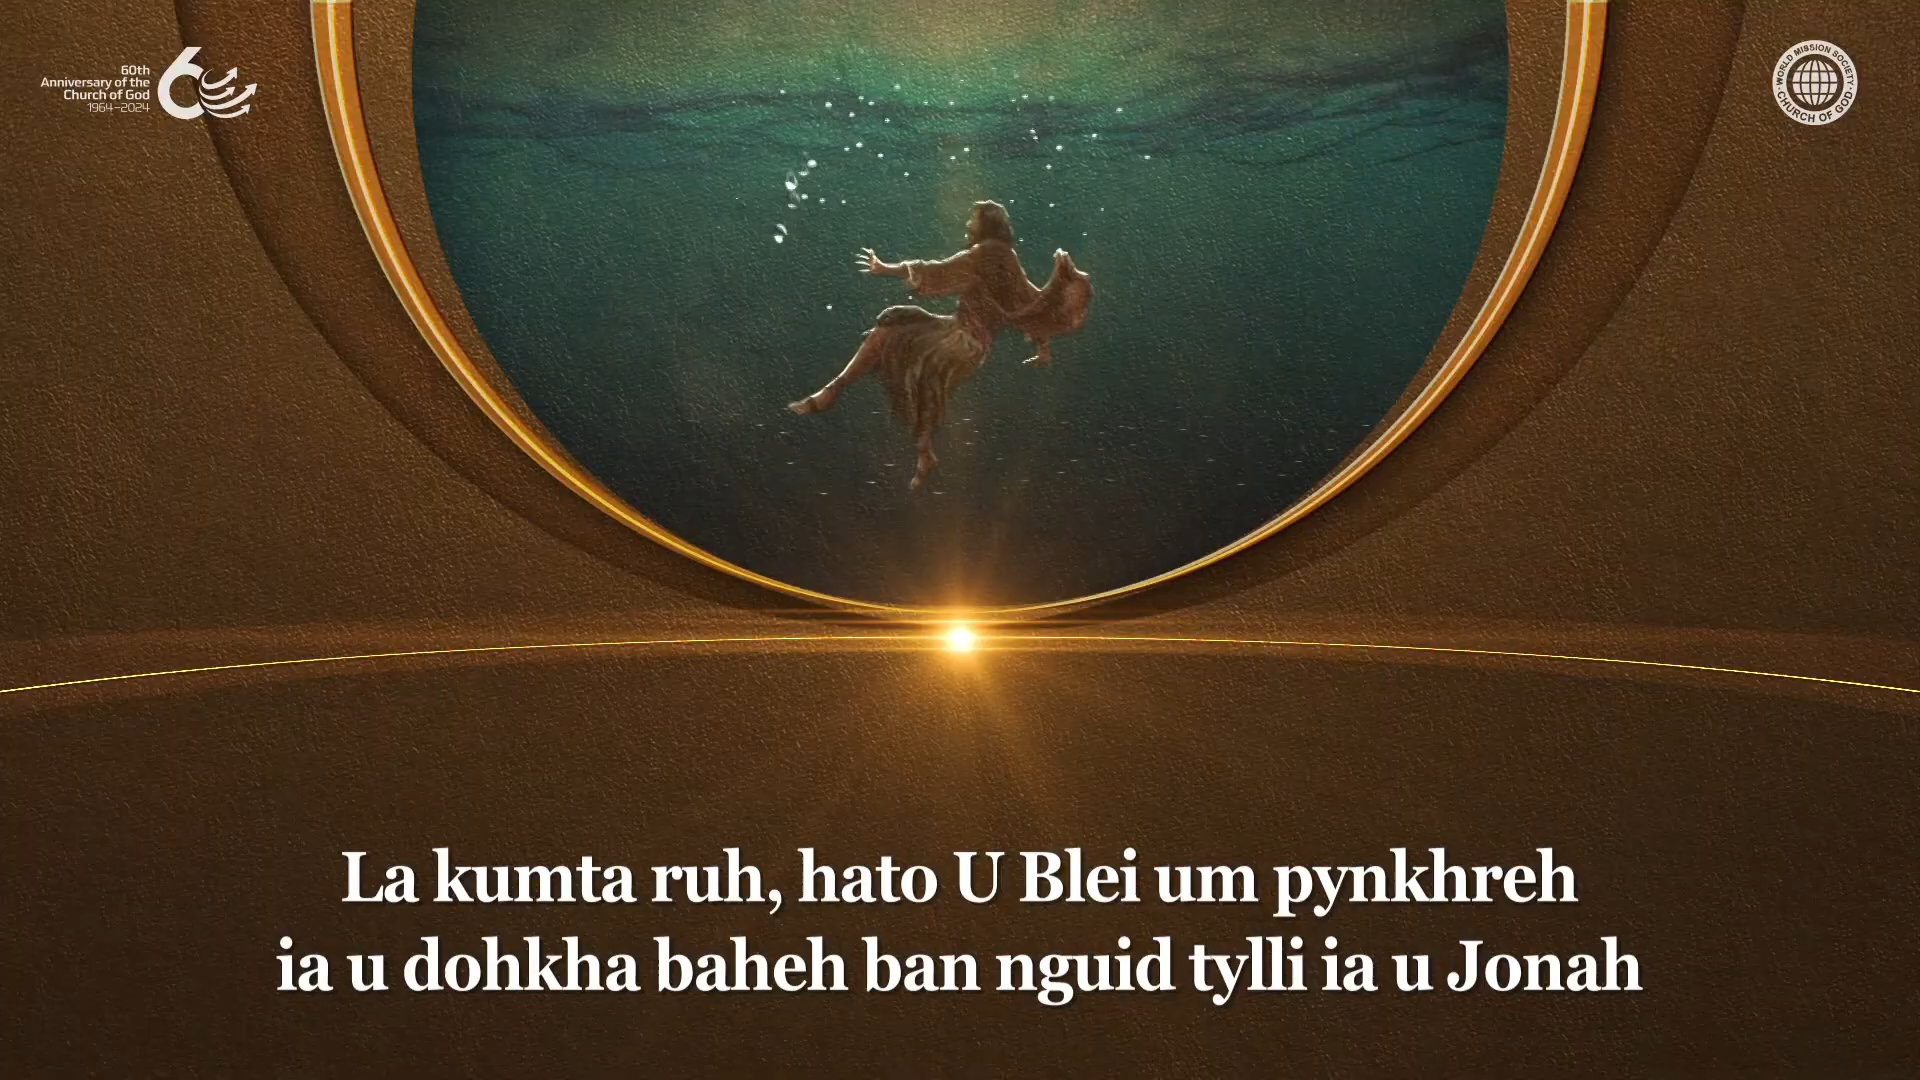 60th
Anniversary of the
Church of God
1964-2024
60
WORLD MISSION SOCIETY
CHURCH OF GOD
La kumta ruh, hato U Blei um pynkhreh
ia u dohkha baheh ban nguid tylli ia u Jonah